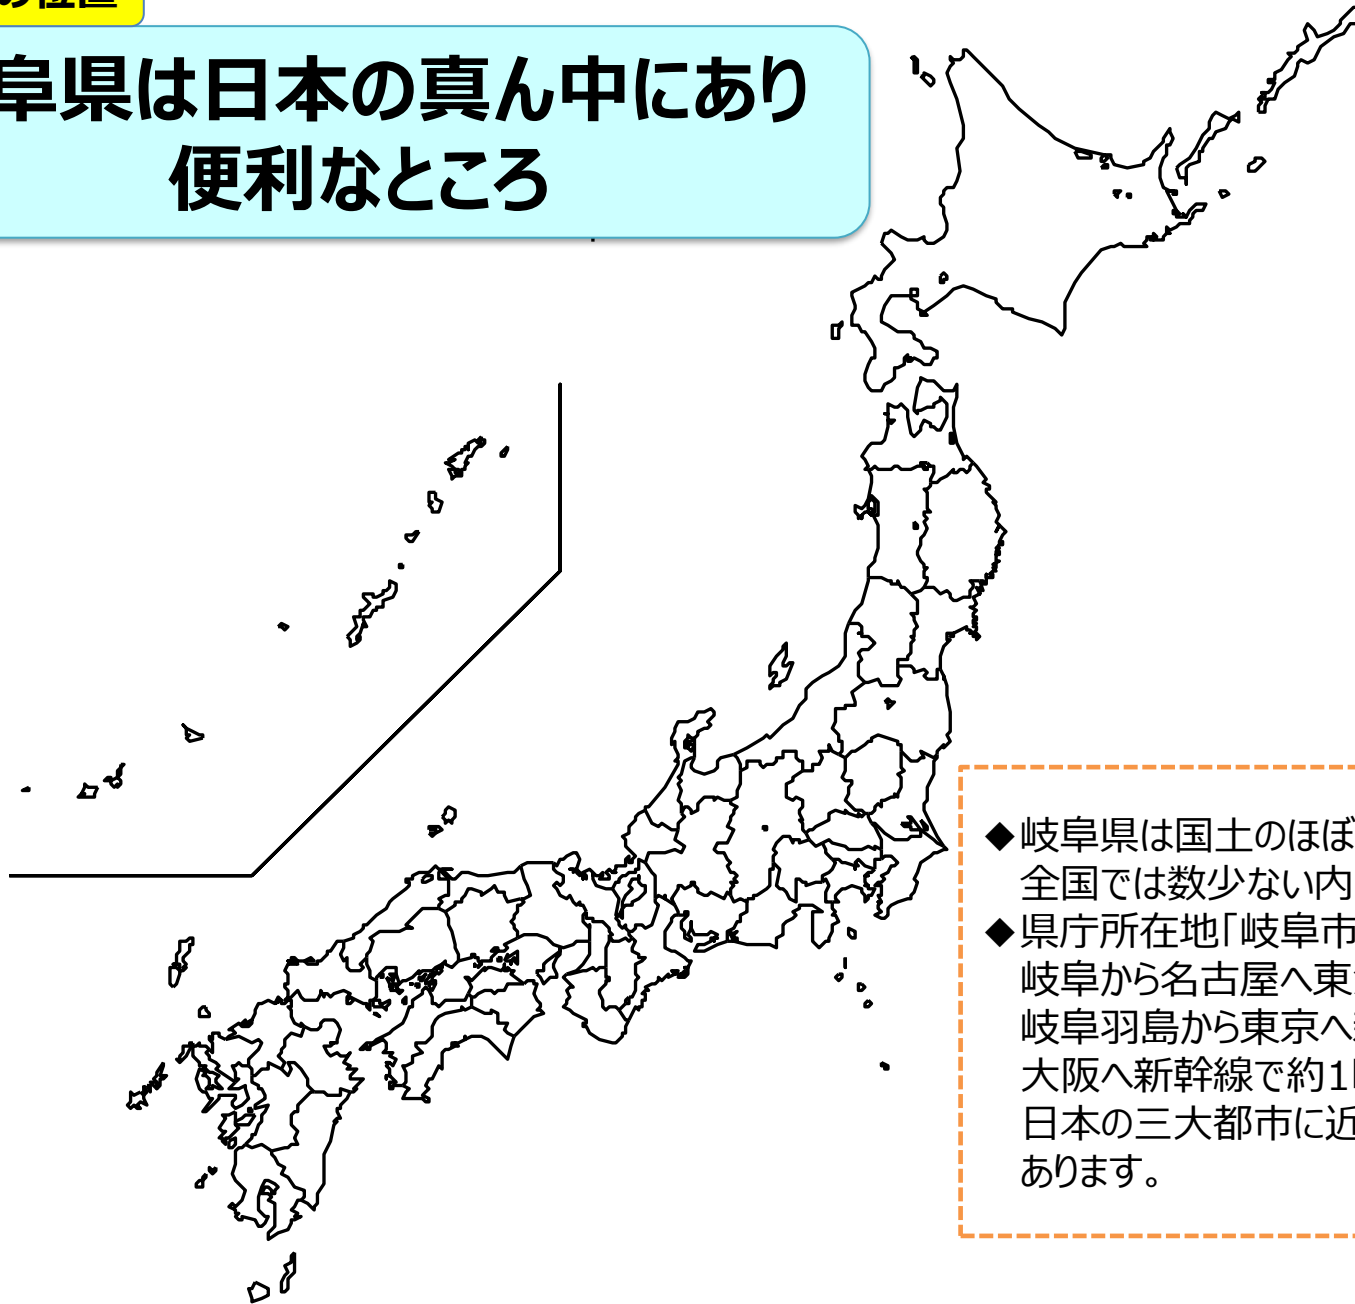 の位置
阜県は日本の真ん中にあり
便利なところ
◆岐阜県は国土のほぼ
全国では数少ない内
◆県庁所在地「岐阜市
岐阜から名古屋へ東
岐阜羽島から東京へ
大阪へ新幹線で約1
日本の三大都市に近
あります。